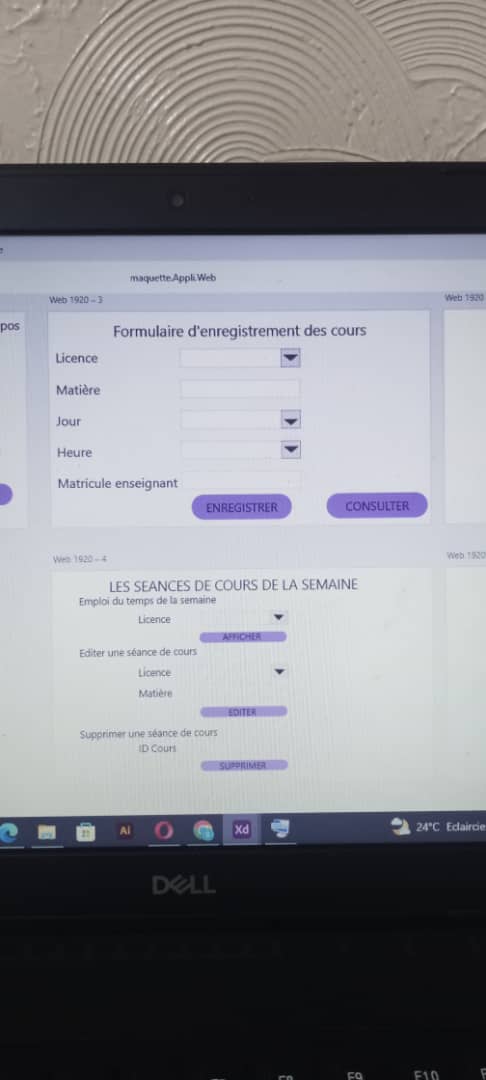 maquette.Appli.Web
Web 1920 – 3
Web 1920
pos
Formulaire d'enregistrement des cours
Licence
Matière
Jour
Heure
Matricule enseignant
ENREGISTRER
CONSULTER
Web 1920 – 4
Web 1920
LES SEANCES DE COURS DE LA SEMAINE
Emploi du temps de la semaine
Licence
AFFICHER
Editer une séance de cours
Licence
Matière
EDITER
Supprimer une séance de cours
ID Cours
SUPPRIMER
Ai
Xd
24°C Eclaircie
DELL
F8
F9
F10